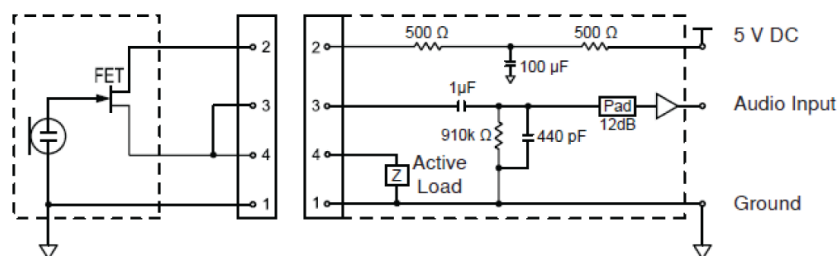 FET
2
3
4
1
2
3
4
1
500 Ω
500 Ω
100 µF
1µF
910k Ω
440 pF
Pad
12dB
Z
Active
Load
5 V DC
Audio Input
Ground